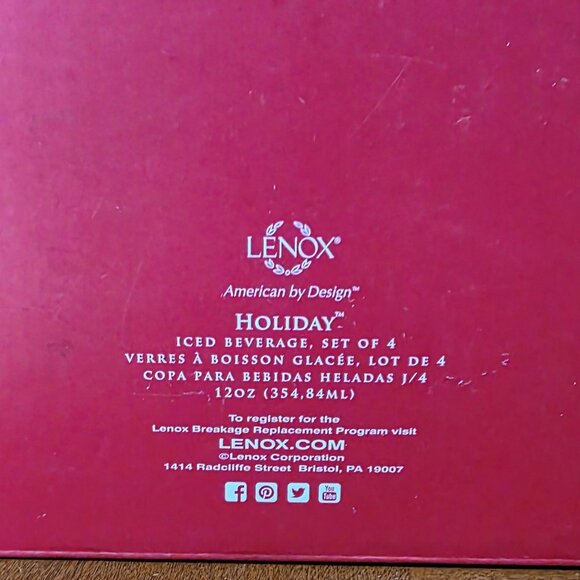 LENOX®
American by Design™
HOLIDAY™
ICED BEVERAGE, SET OF 4
VERRES À BOISSON GLACÉE, LOT DE 4
COPA PARA BEBIDAS HELADAS J/4
12OZ (354,84ML)
To register for the
Lenox Breakage Replacement Program visit
LENOX.COM
©Lenox Corporation
1414 Radcliffe Street Bristol, PA 19007
You Tube